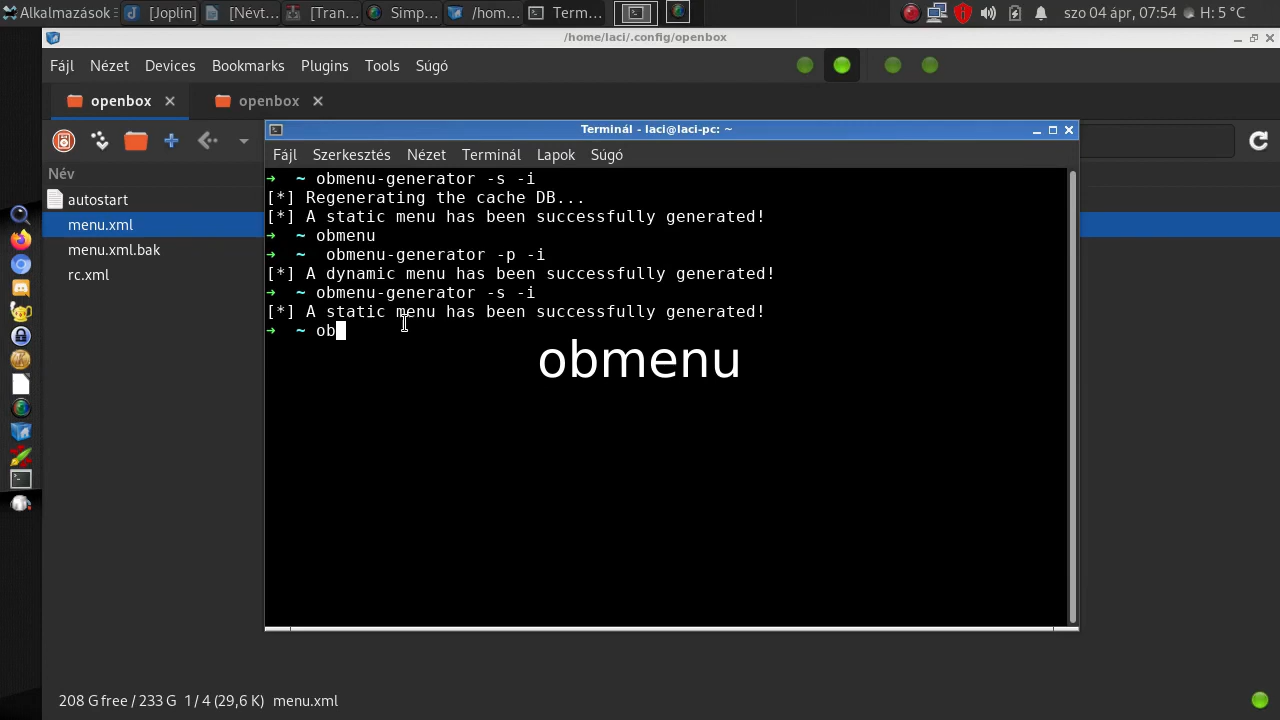 Alkalmazások [Joplin] [Névt... [Tran... Simp... /hom... Term... szo 04 ápr, 07:54 H: 5 °C
/home/laci/.config/openbox
Fájl Nézet Devices Bookmarks Plugins Tools Súgó
openbox openbox
Név
autostart
menu.xml
menu.xml.bak
rc.xml
Terminál - laci@laci-pc: ~
Fájl Szerkesztés Nézet Terminál Lapok Súgó
→ ~ obmenu-generator -s -i
[*] Regenerating the cache DB...
[*] A static menu has been successfully generated!
→ ~ obmenu
→ ~ obmenu-generator -p -i
[*] A dynamic menu has been successfully generated!
→ ~ obmenu-generator -s -i
[*] A static menu has been successfully generated!
→ ~ ob
obmenu
208 G free / 233 G 1 / 4 (29,6 K) menu.xml